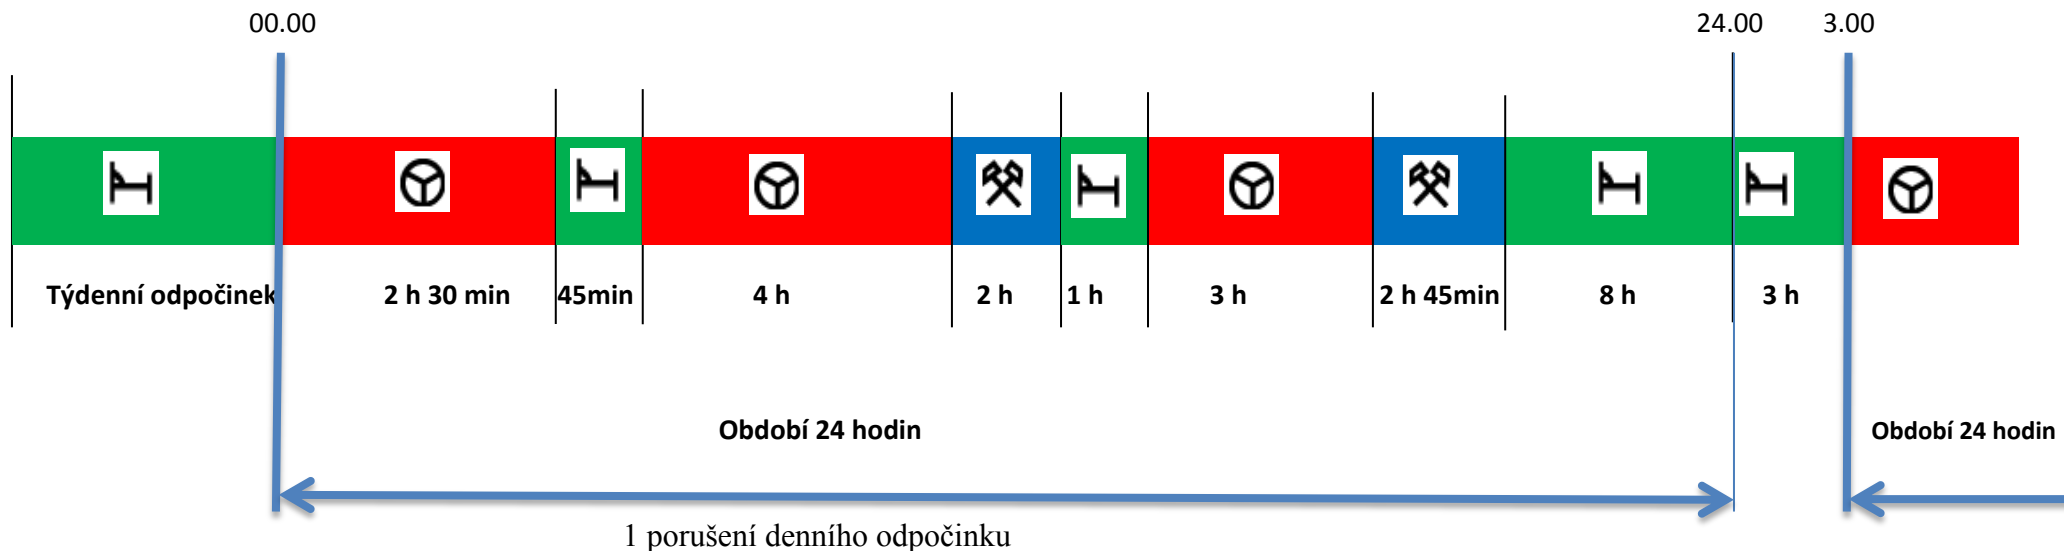 00.00 24.00 3.00
Týdenní odpočinek 2 h 30 min 45min 4 h 2 h 1 h 3 h 2 h 45min 8 h 3 h
Období 24 hodin Období 24 hodin
1 porušení denního odpočinku